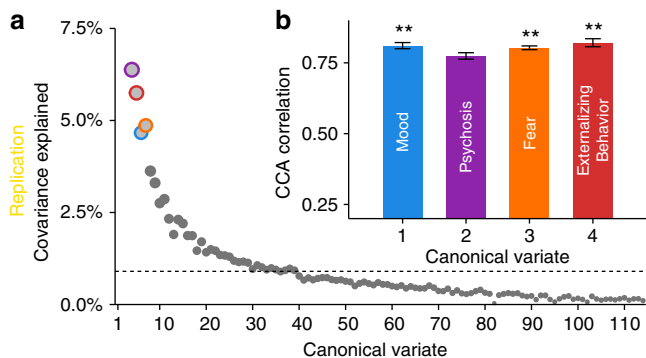 a
7.5%
5.0%
2.5%
0.0%
Replication
Covariance explained
1 10 20 30 40 50 60 70 80 90 100 110
Canonical variate
b
** ** **
0.75
0.50
0.25
CCA correlation
Mood
Psychosis
Fear
Externalizing
Behavior
1 2 3 4
Canonical variate